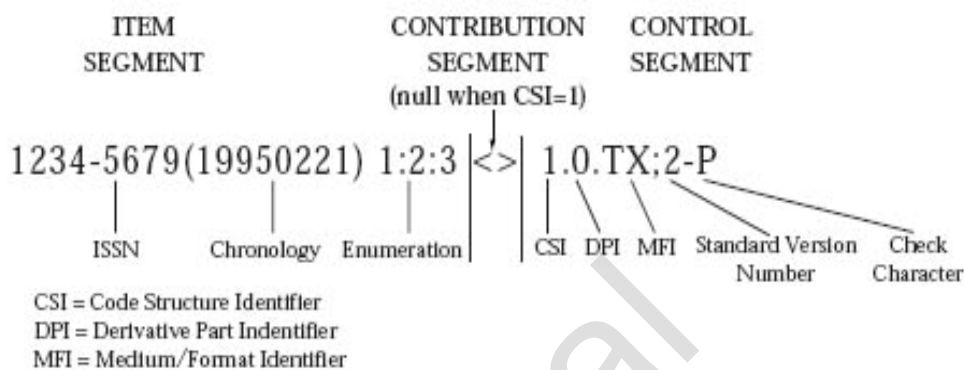 ITEM SEGMENT
CONTRIBUTION SEGMENT (null when CSI=1)
CONTROL SEGMENT
1234-5679(19950221) 1:2:3 <> 1.0.TX;2-P
ISSN Chronology Enumeration CSI DPI MFI Standard Version Number Check Character
CSI = Code Structure Identifier
DPI = Derivative Part Indentifier
MFI = Medium/Format Identifier
al